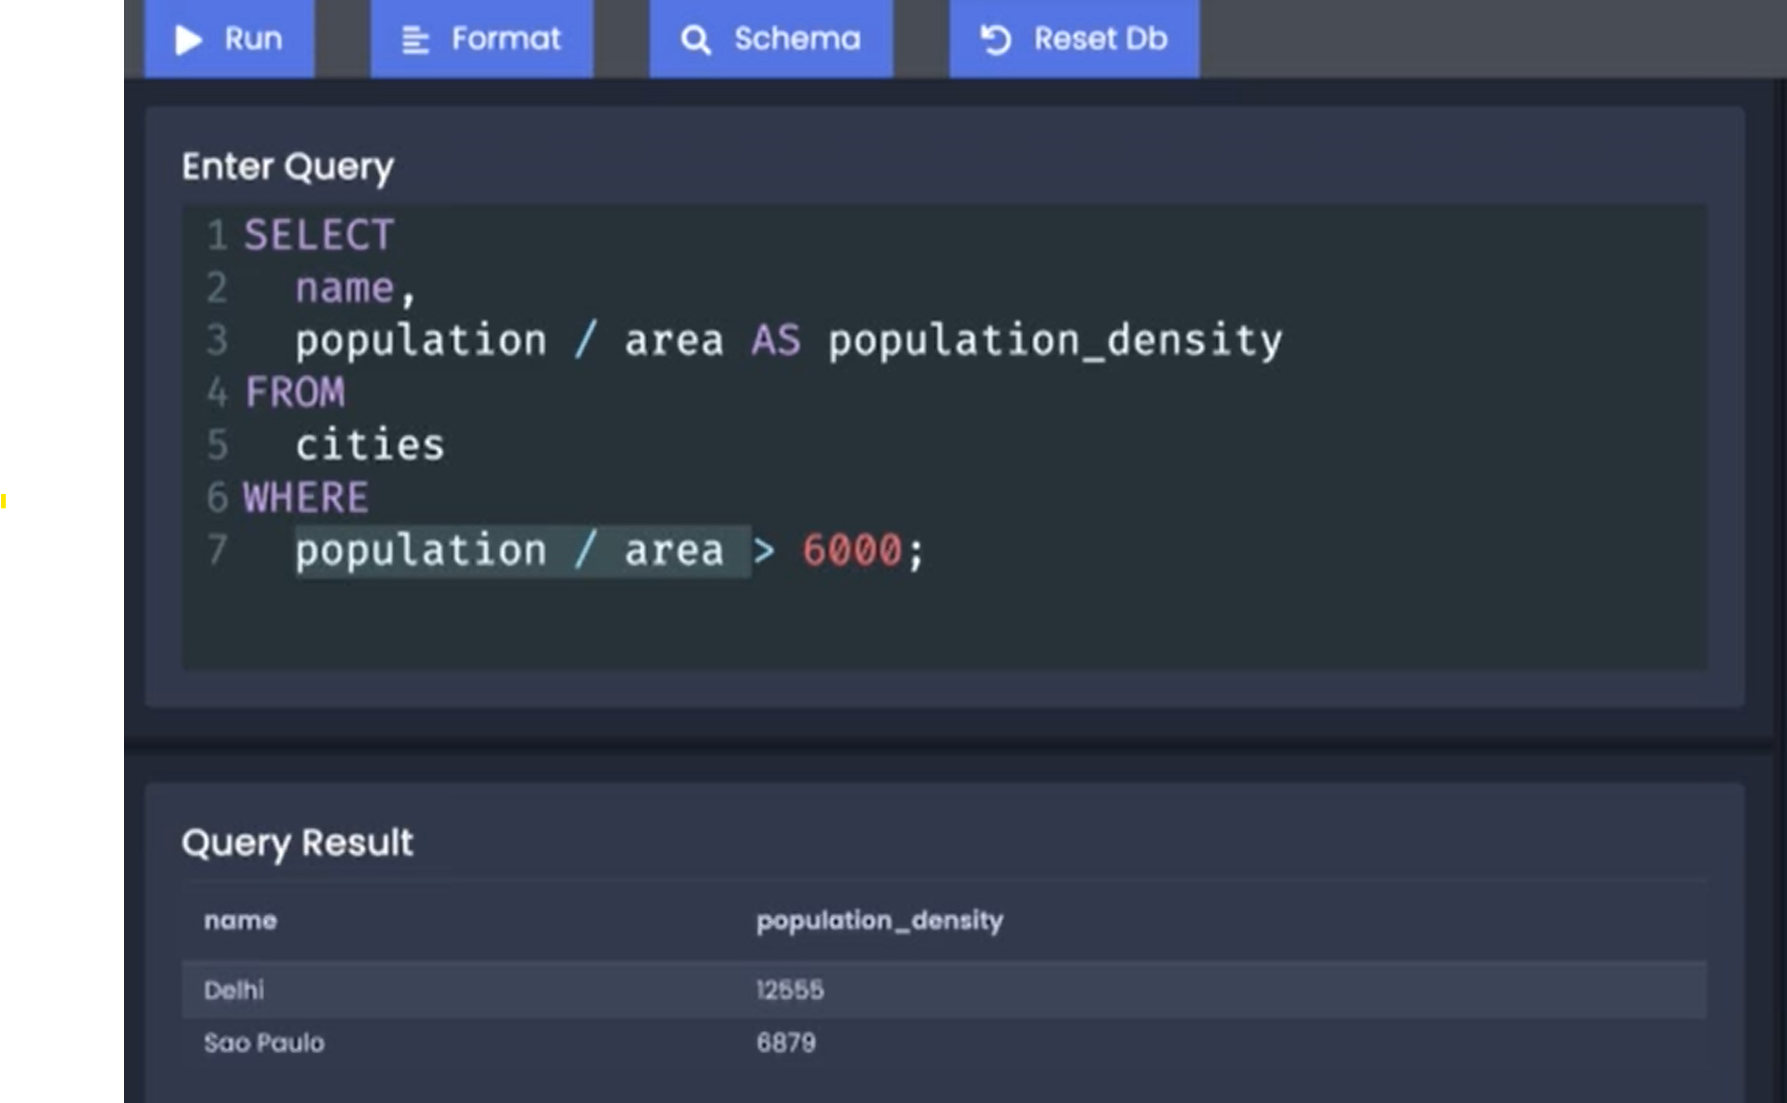 Run Format Schema Reset Db
Enter Query
1 SELECT
2 name,
3 population / area AS population_density
4 FROM
5 cities
6 WHERE
7 population / area > 6000;
Query Result
name population_density
Delhi 12555
Sao Paulo 6879